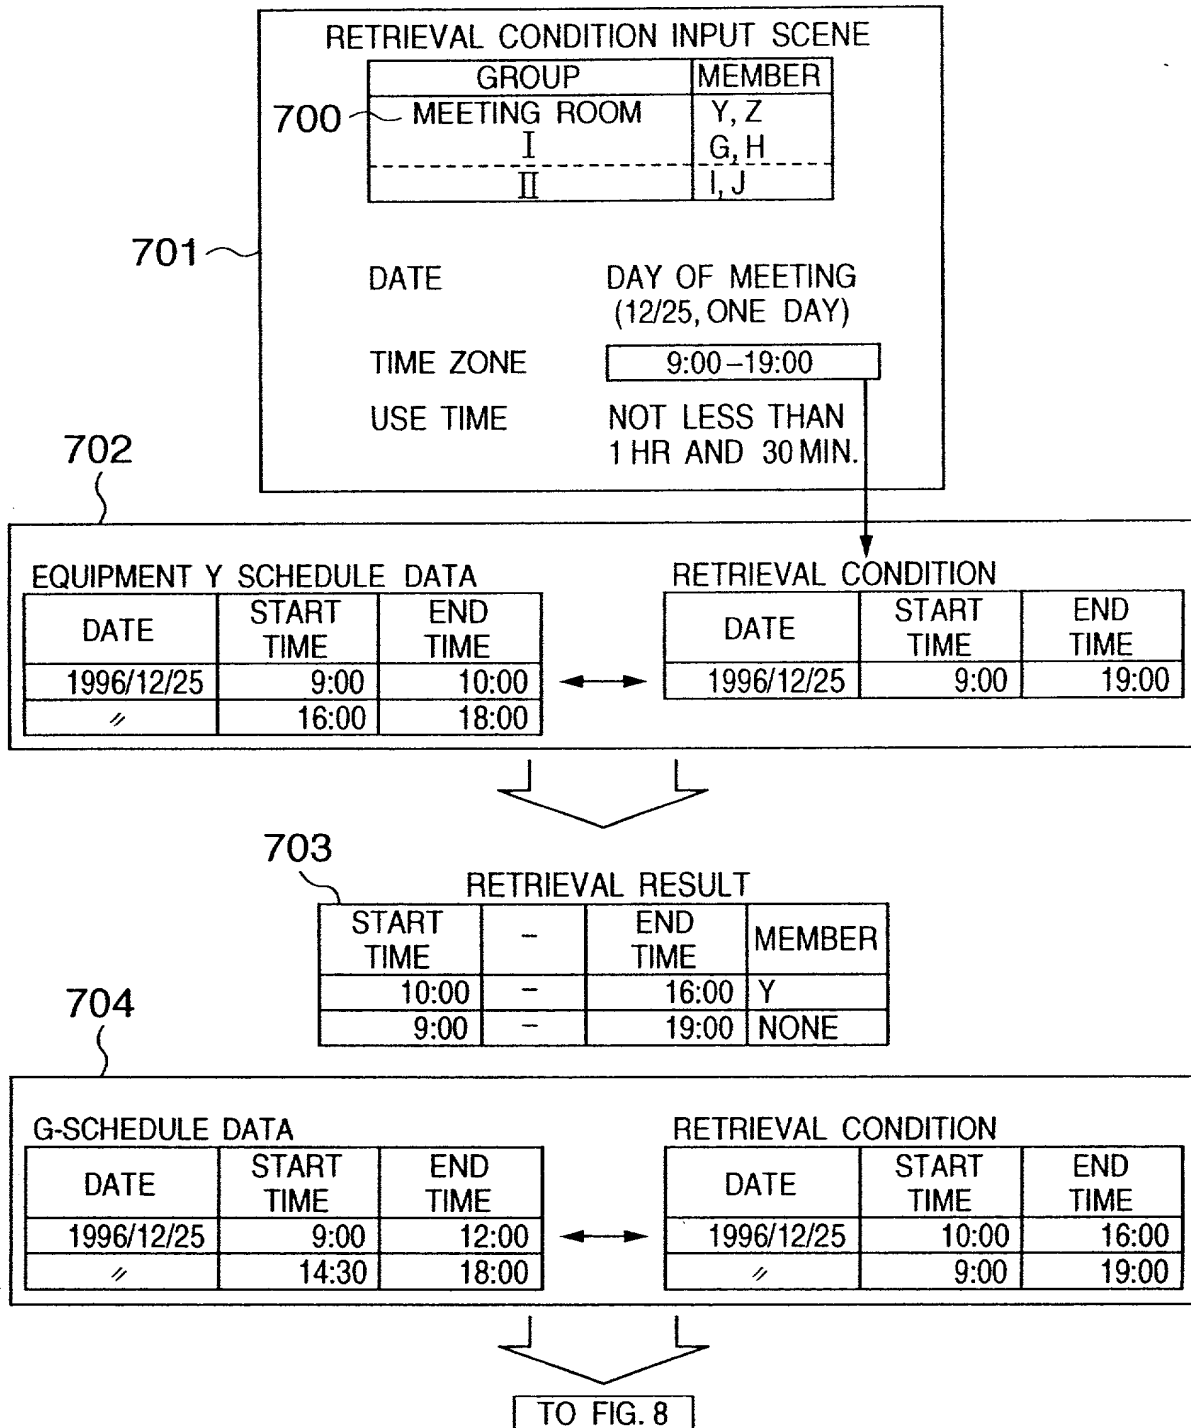 RETRIEVAL CONDITION INPUT SCENE
GROUP MEMBER
700 MEETING ROOM Y, Z
I G, H
II I, J
701
DATE DAY OF MEETING
(12/25, ONE DAY)
TIME ZONE 9:00–19:00
USE TIME NOT LESS THAN
1 HR AND 30 MIN.
702
EQUIPMENT Y SCHEDULE DATA
DATE START TIME END TIME
1996/12/25 9:00 10:00
〃 16:00 18:00
RETRIEVAL CONDITION
DATE START TIME END TIME
1996/12/25 9:00 19:00
703
RETRIEVAL RESULT
START TIME – END TIME MEMBER
10:00 – 16:00 Y
9:00 – 19:00 NONE
704
G-SCHEDULE DATA
DATE START TIME END TIME
1996/12/25 9:00 12:00
〃 14:30 18:00
RETRIEVAL CONDITION
DATE START TIME END TIME
1996/12/25 10:00 16:00
〃 9:00 19:00
TO FIG. 8